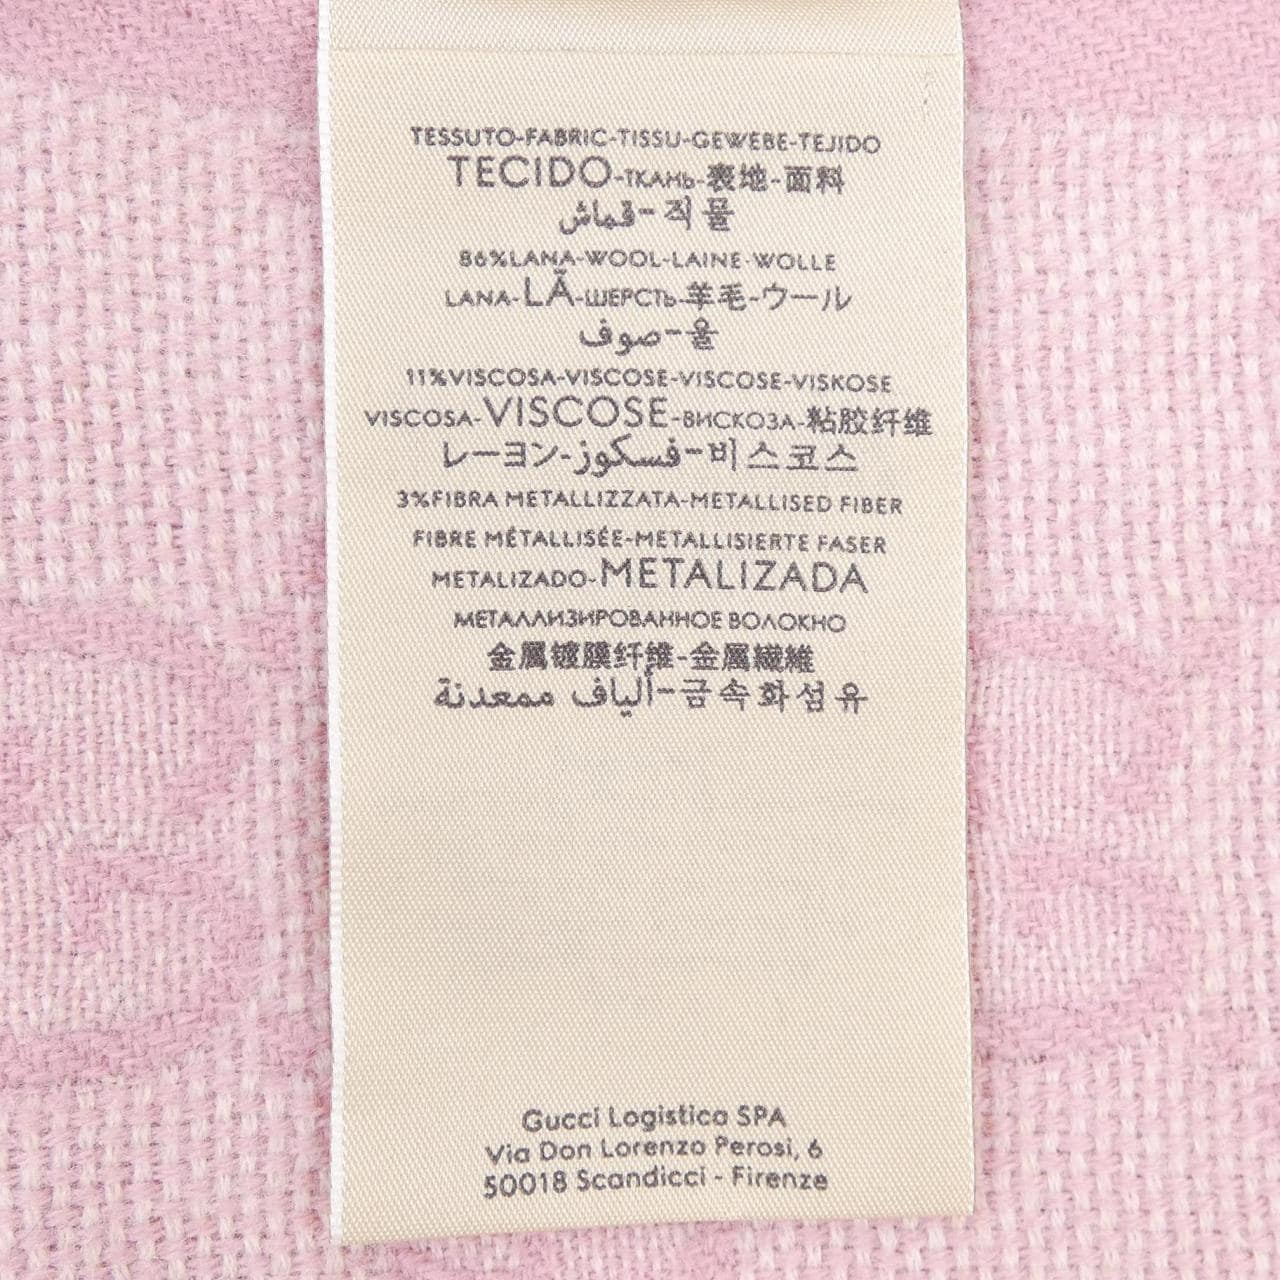 TESSUTO-FABRIC-TISSU-GEWEBE-TEJIDO
TECIDO-ТКАНЬ-表地-面料
قماش-직물
86%LANA-WOOL-LAINE-WOLLE
LANA-LÃ-ШЕРСТЬ-羊毛-ウール
صوف-울
11%VISCOSA-VISCOSE-VISCOSE-VISKOSE
VISCOSA-VISCOSE-ВИСКОЗА-粘胶纤维
レーヨン-فسكوز-비스코스
3%FIBRA METALLIZZATA-METALLISED FIBER
FIBRE MÉTALLISÉE-METALLISIERTE FASER
METALIZADO-METALIZADA
МЕТАЛЛИЗИРОВАННОЕ ВОЛОКНО
金属镀膜纤维-金属繊維
ألياف ممعدنة-금속화섬유
Gucci Logistica SPA
Via Don Lorenzo Perosi, 6
50018 Scandicci - Firenze